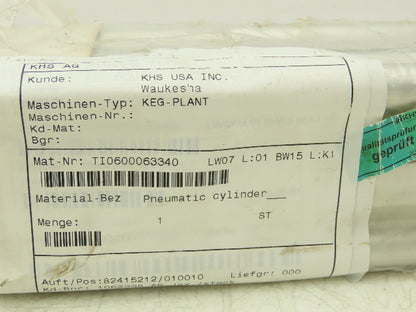 KHS AG
Kunde: KHS USA INC.
Waukesha
Maschinen-Typ: KEG-PLANT
Maschinen-Nr.:
Kd-Mat:
Bgr:
Mat-Nr: TI0600063340 LW07 L:01 BW15 L:K1
Material-Bez Pneumatic cylinder___
Menge: 1 ST
Auft/Pos:82415212/010010 Liefgr: 000
geprüft